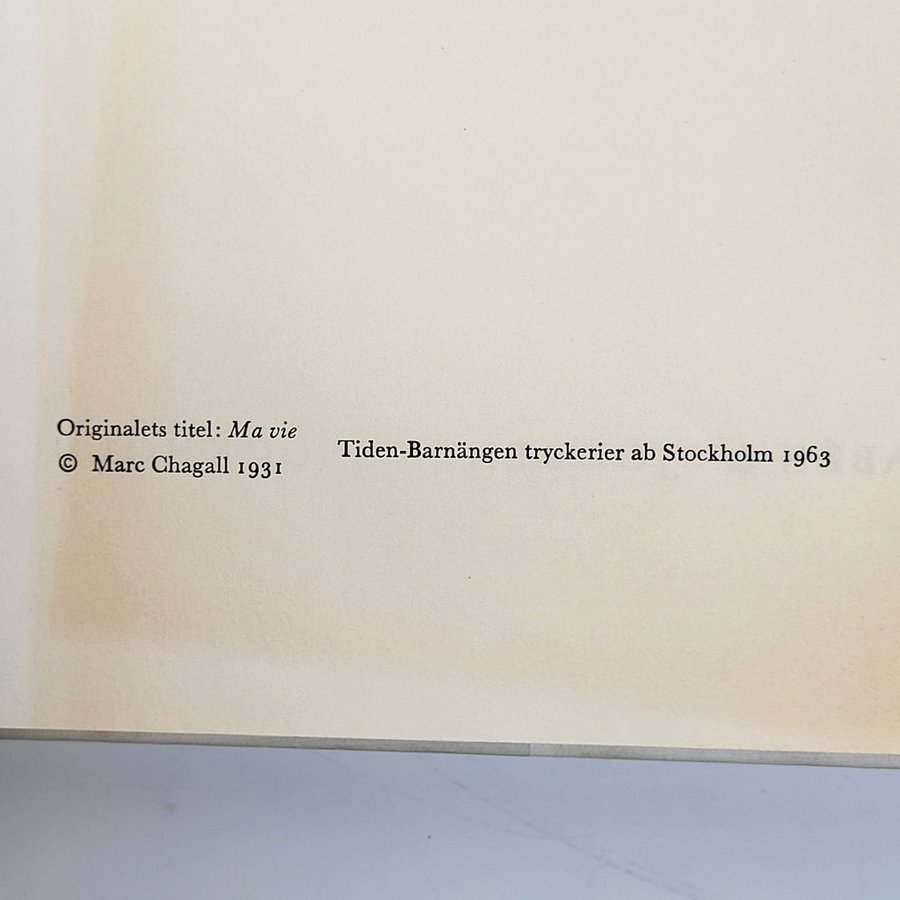 Originalets titel: Ma vie
© Marc Chagall 1931
Tiden-Barnängen tryckerier ab Stockholm 1963